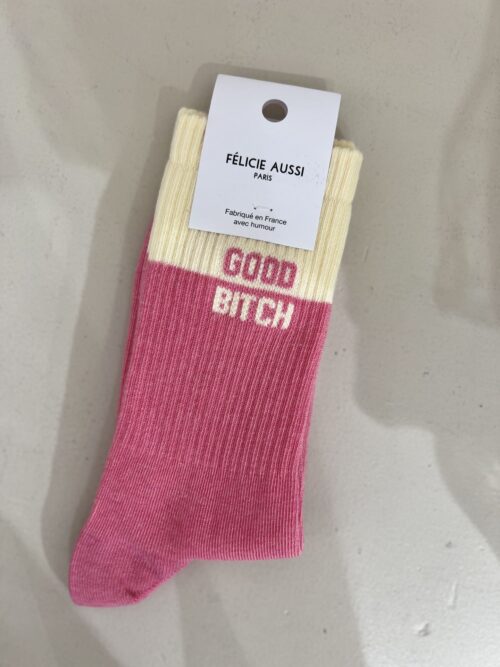 FÉLICIE AUSSI
PARIS
Fabriqué en France
avec humour
GOOD
BITCH